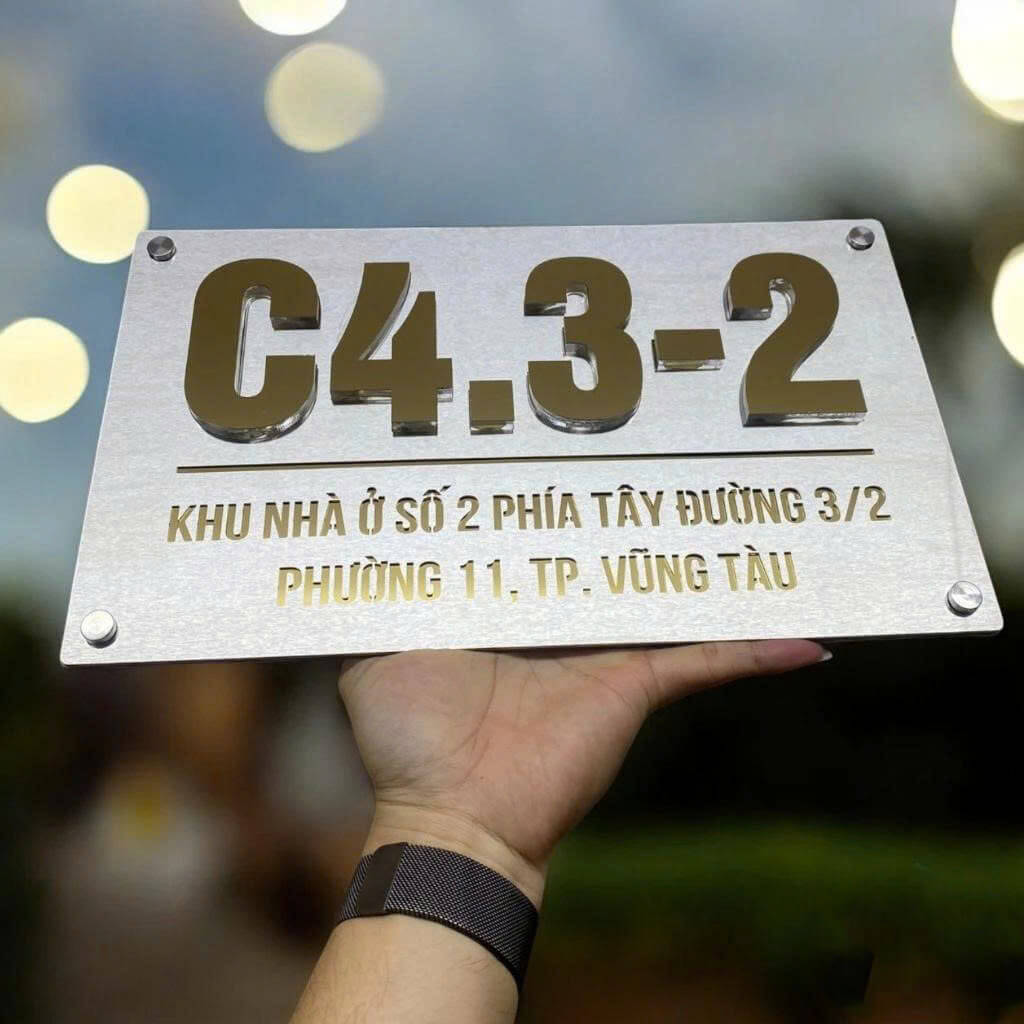 C4.3-2
KHU NHÀ Ở SỐ 2 PHÍA TÂY ĐƯỜNG 3/2
PHƯỜNG 11, TP. VŨNG TÀU